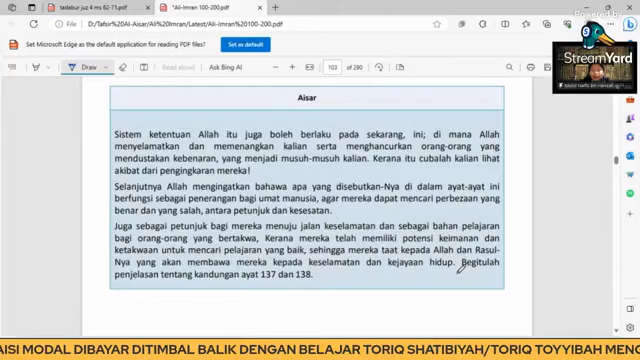 Powered by
StreamYard
tadabur juz 4 ms 62-71.pdf
*Ali-Imran 100-200.pdf
File
D:/Tafsir%20Al-Aisar/Ali%20Imran/Latest/Ali-Imran%20100-200.pdf
Set Microsoft Edge as the default application for reading PDF files?
Set as default
Draw
Read aloud
Ask Bing AI
103
of 290
Aisar
Sistem ketentuan Allah itu juga boleh berlaku pada sekarang, ini; di mana Allah
menyelamatkan dan memenangkan kalian serta menghancurkan orang-orang yang
mendustakan kebenaran, yang menjadi musuh-musuh kalian. Kerana itu cubalah kalian lihat
akibat dari pengingkaran mereka!
Selanjutnya Allah mengingatkan bahawa apa yang disebutkan-Nya di dalam ayat-ayat ini
berfungsi sebagai penerangan bagi umat manusia, agar mereka dapat mencari perbezaan yang
benar dan yang salah, antara petunjuk dan kesesatan.
Juga sebagai petunjuk bagi mereka menuju jalan keselamatan dan sebagai bahan pelajaran
bagi orang-orang yang bertakwa, Kerana mereka telah memiliki potensi keimanan dan
ketakwaan untuk mencari pelajaran yang baik, sehingga mereka taat kepada Allah dan Rasul-
Nya yang akan membawa mereka kepada keselamatan dan kejayaan hidup. Begitulah
penjelasan tentang kandungan ayat 137 dan 138.
AISI MODAL DIBAYAR DITIMBAL BALIK DENGAN BELAJAR TORIQ SHATIBIYAH/TORIQ TOYYIBAH MENG